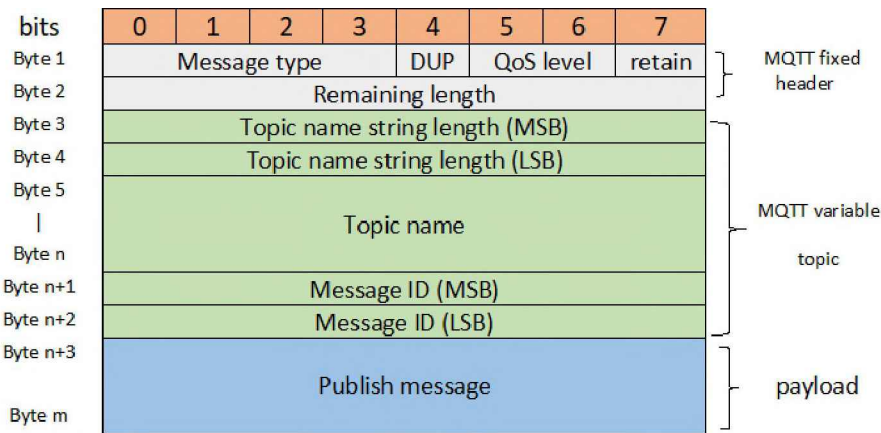 bits 0 1 2 3 4 5 6 7
Byte 1 Message type DUP QoS level retain
Byte 2 Remaining length
MQTT fixed
header
Byte 3 Topic name string length (MSB)
Byte 4 Topic name string length (LSB)
Byte 5
|
Topic name
Byte n
Byte n+1 Message ID (MSB)
Byte n+2 Message ID (LSB)
MQTT variable
topic
Byte n+3
Publish message
Byte m
payload